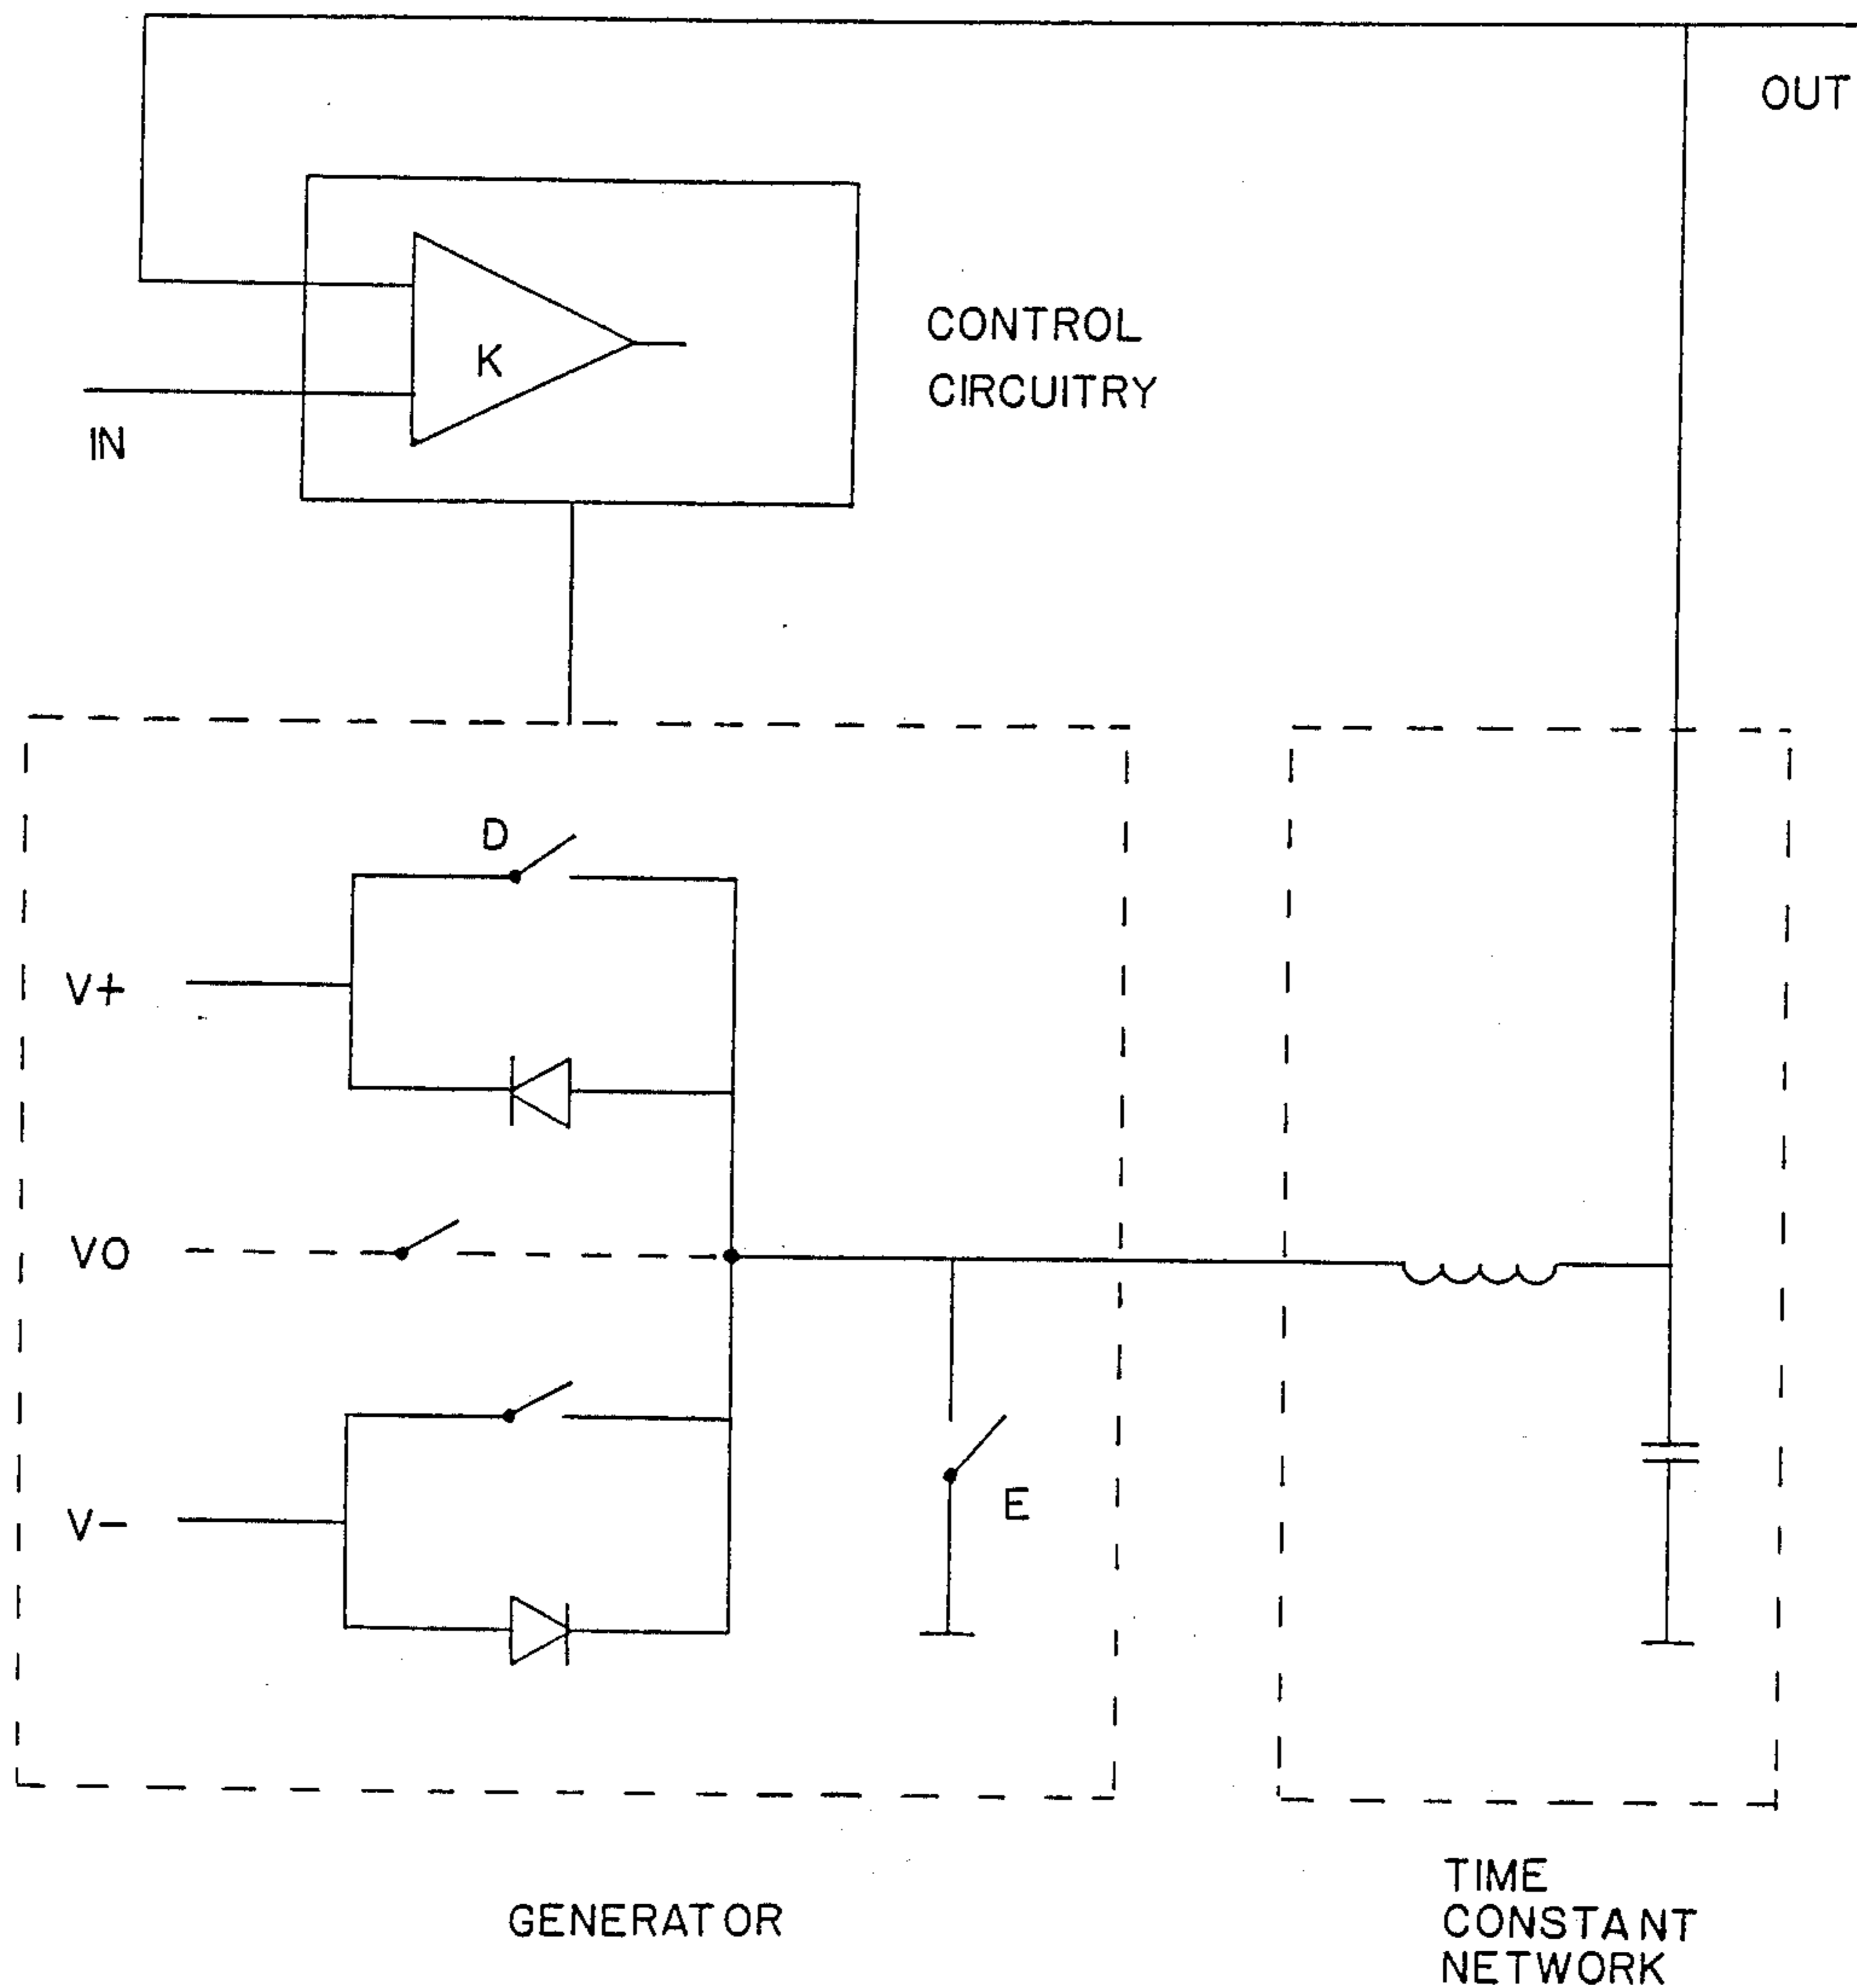 OUT
K
CONTROL
CIRCUITRY
IN
D
V+
VO
V-
E
GENERATOR
TIME
CONSTANT
NETWORK